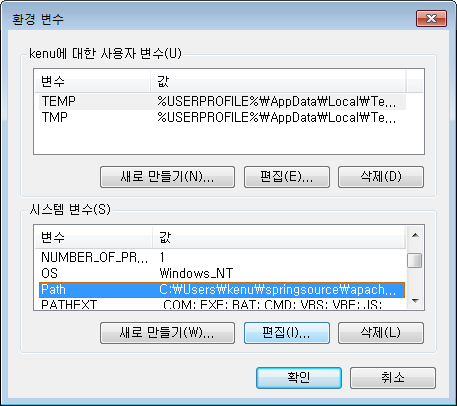 환경 변수
kenu에 대한 사용자 변수(U)
변수 값
TEMP %USERPROFILE%₩AppData₩Local₩Te...
TMP %USERPROFILE%₩AppData₩Local₩Te...
새로 만들기(N)... 편집(E)... 삭제(D)
시스템 변수(S)
변수 값
NUMBER_OF_PR... 1
OS Windows_NT
Path C:₩Users₩kenu₩springsource₩apach...
PATHEXT .COM;.EXE;.BAT;.CMD;.VBS;.VBE;.JS;
새로 만들기(W)... 편집(I)... 삭제(L)
확인 취소